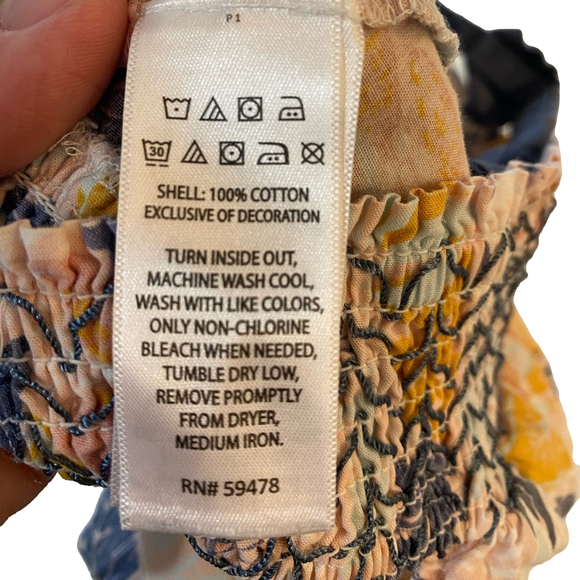 P1
30
SHELL: 100% COTTON
EXCLUSIVE OF DECORATION
TURN INSIDE OUT,
MACHINE WASH COOL,
WASH WITH LIKE COLORS,
ONLY NON-CHLORINE
BLEACH WHEN NEEDED,
TUMBLE DRY LOW,
REMOVE PROMPTLY
FROM DRYER,
MEDIUM IRON.
RN# 59478